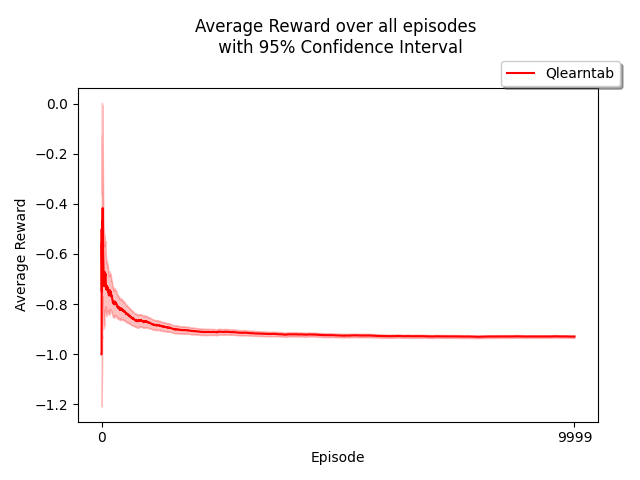 Average Reward over all episodes
with 95% Confidence Interval
Qlearntab
0.0
−0.2
−0.4
−0.6
−0.8
−1.0
−1.2
Average Reward
0
9999
Episode